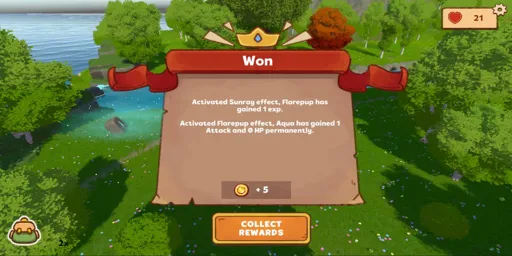 21
Won
Activated Sunray effect, Flarepup has
gained 1 exp.
Activated Flarepup effect, Aqua has gained 1
Attack and 0 HP permanently.
+ 5
COLLECT
REWARDS